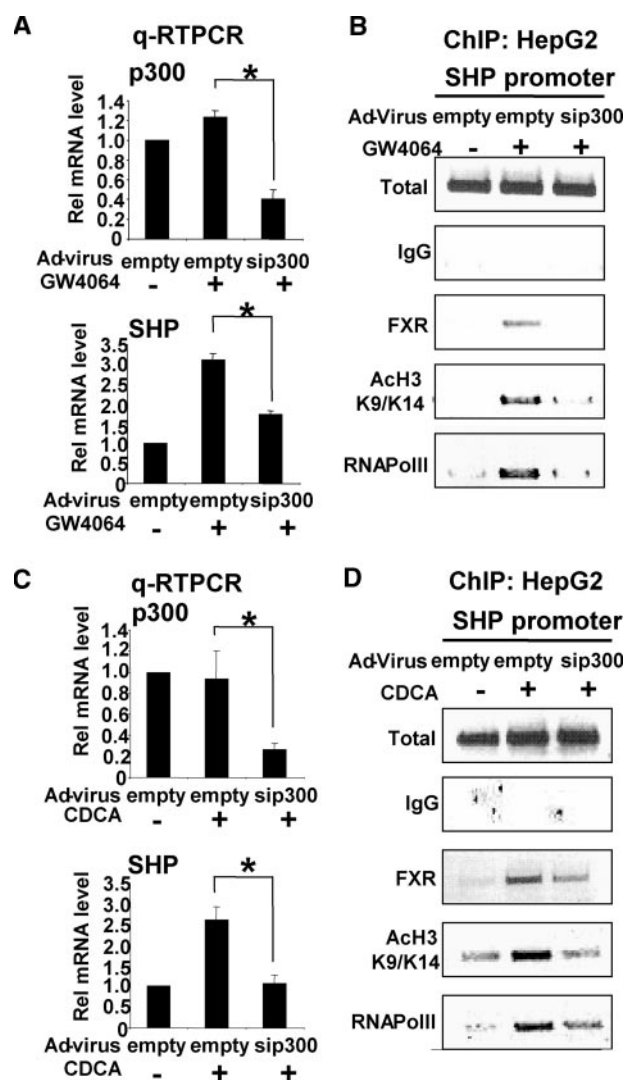 A
q-RTPCR
p300
*
Rel mRNA level
1.4
1.2
1.0
0.8
0.6
0.4
0.2
0
Ad-virus empty empty sip300
GW4064 - + +
SHP
*
Rel mRNA level
3.5
3.0
2.5
2.0
1.5
1.0
0.5
0
Ad-virus empty empty sip300
GW4064 - + +
B
ChIP: HepG2
SHP promoter
Ad-Virus empty empty sip300
GW4064 - + +
Total
IgG
FXR
AcH3
K9/K14
RNAPolII
C
q-RTPCR
p300
*
Rel mRNA level
1.4
1.2
1.0
0.8
0.6
0.4
0.2
0
Ad-virus empty empty sip300
CDCA - + +
SHP
*
Rel mRNA level
3.5
3.0
2.5
2.0
1.5
1.0
0.5
0
Ad-virus empty empty sip300
CDCA - + +
D
ChIP: HepG2
SHP promoter
Ad-Virus empty empty sip300
CDCA - + +
Total
IgG
FXR
AcH3
K9/K14
RNAPolII